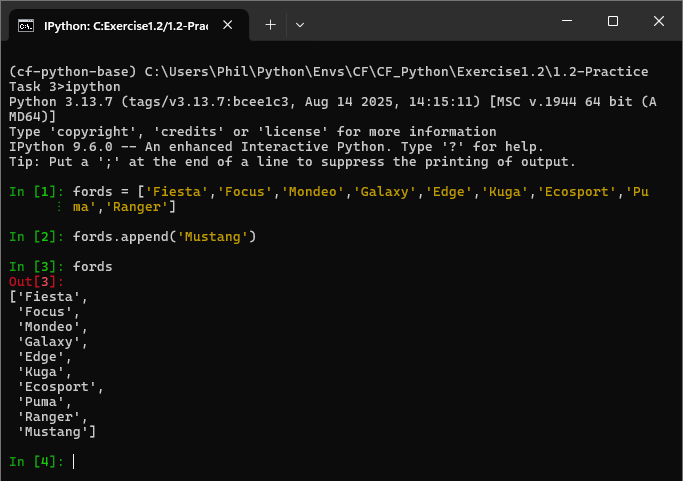 IPython: C:Exercise1.2/1.2-Prac
(cf-python-base) C:\Users\Phil\Python\Envs\CF\CF_Python\Exercise1.2\1.2-Practice
Task 3>ipython
Python 3.13.7 (tags/v3.13.7:bcee1c3, Aug 14 2025, 14:15:11) [MSC v.1944 64 bit (A
MD64)]
Type 'copyright', 'credits' or 'license' for more information
IPython 9.6.0 -- An enhanced Interactive Python. Type '?' for help.
Tip: Put a ';' at the end of a line to suppress the printing of output.
In [1]: fords = ['Fiesta','Focus','Mondeo','Galaxy','Edge','Kuga','Ecosport','Pu
⋮ ma','Ranger']
In [2]: fords.append('Mustang')
In [3]: fords
Out[3]:
['Fiesta',
 'Focus',
 'Mondeo',
 'Galaxy',
 'Edge',
 'Kuga',
 'Ecosport',
 'Puma',
 'Ranger',
 'Mustang']
In [4]: